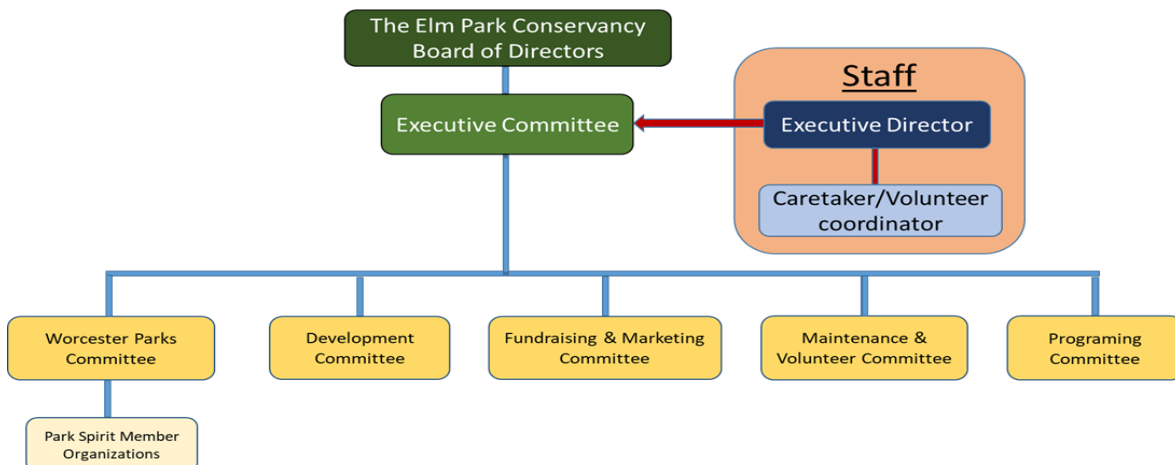 The Elm Park Conservancy
Board of Directors
Staff
Executive Committee
Executive Director
Caretaker/Volunteer
coordinator
Worcester Parks
Committee
Development
Committee
Fundraising & Marketing
Committee
Maintenance &
Volunteer Committee
Programing
Committee
Park Spirit Member
Organizations